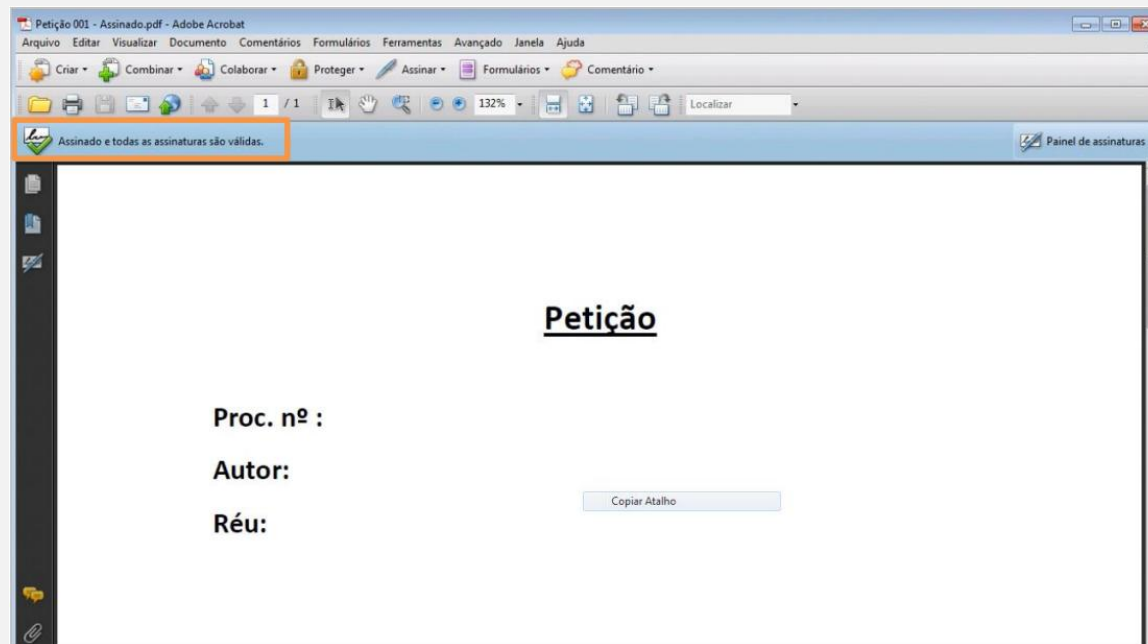 Petição 001 - Assinado.pdf - Adobe Acrobat
Arquivo Editar Visualizar Documento Comentários Formulários Ferramentas Avançado Janela Ajuda
Criar Combinar Colaborar Proteger Assinar Formulários Comentário
1 / 1 132% Localizar
Assinado e todas as assinaturas são válidas. Painel de assinaturas
Petição
Proc. nº :
Autor:
Copiar Atalho
Réu: